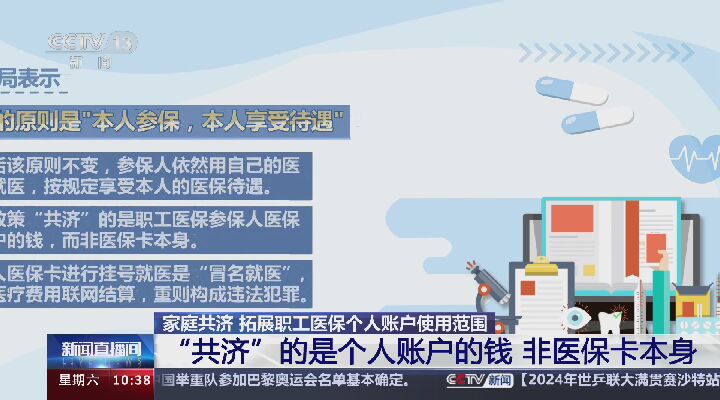 CCTV 13
新闻
局表示
的原则是"本人参保，本人享受待遇"
后该原则不变，参保人依然用自己的医
就医，按规定享受本人的医保待遇。
政策“共济”的是职工医保参保人医保
户的钱，而非医保卡本身。
人医保卡进行挂号就医是“冒名就医”，
医疗费用联网结算，重则构成违法犯罪。
家庭共济 拓展职工医保个人账户使用范围
新闻直播间
“共济”的是个人账户的钱 非医保卡本身
星期六 10:38
中国举重队参加巴黎奥运会名单基本确定。 CCTV 新闻 【2024年世乒联大满贯赛沙特站